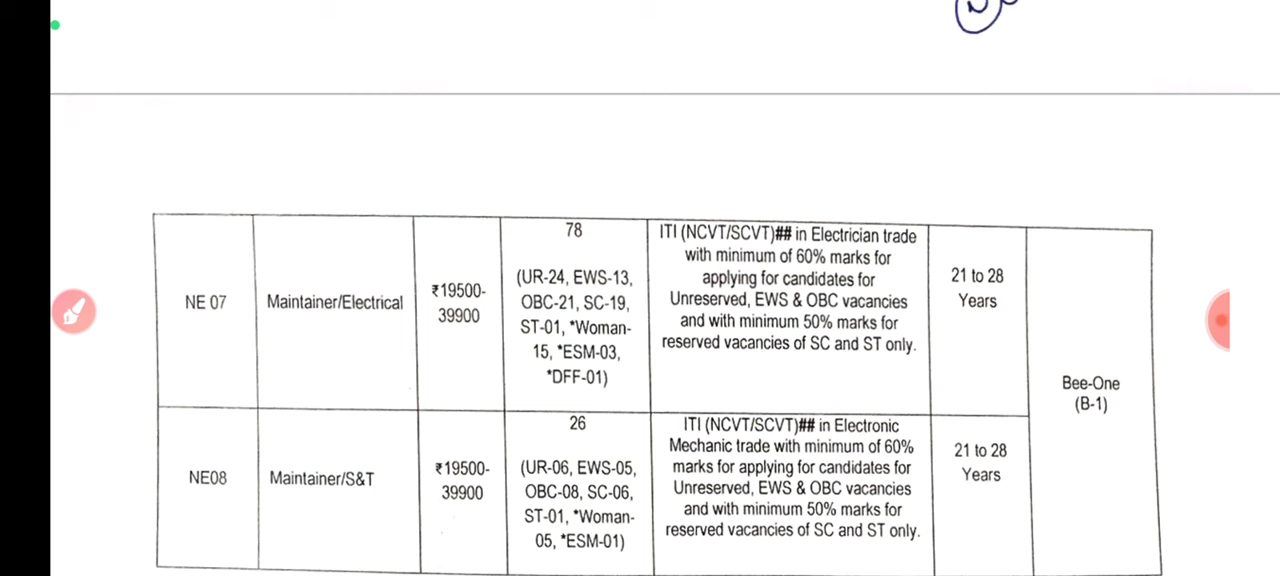 NE 07
Maintainer/Electrical
₹19500-
39900
78
(UR-24, EWS-13,
OBC-21, SC-19,
ST-01, *Woman-
15, *ESM-03,
*DFF-01)
ITI (NCVT/SCVT)## in Electrician trade
with minimum of 60% marks for
applying for candidates for
Unreserved, EWS & OBC vacancies
and with minimum 50% marks for
reserved vacancies of SC and ST only.
21 to 28
Years
Bee-One
(B-1)
NE08
Maintainer/S&T
₹19500-
39900
26
(UR-06, EWS-05,
OBC-08, SC-06,
ST-01, *Woman-
05, *ESM-01)
ITI (NCVT/SCVT)## in Electronic
Mechanic trade with minimum of 60%
marks for applying for candidates for
Unreserved, EWS & OBC vacancies
and with minimum 50% marks for
reserved vacancies of SC and ST only.
21 to 28
Years